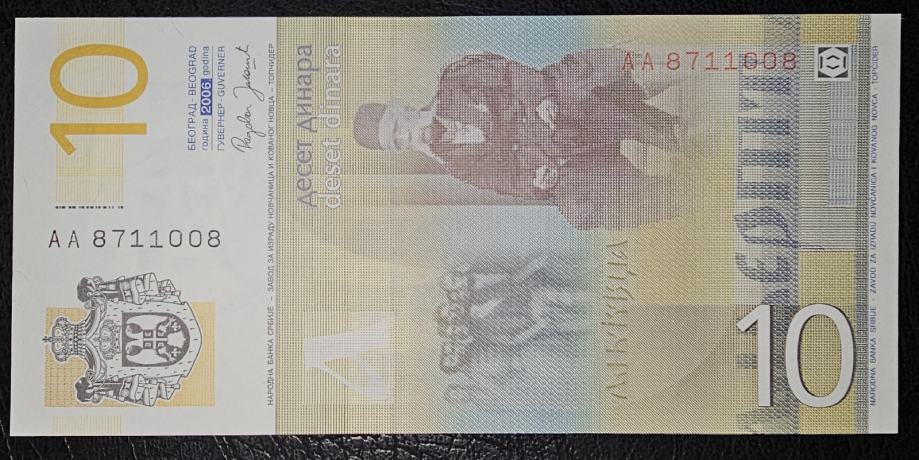 10
БЕОГРАД · BEOGRAD
година 2006. godina
ГУВЕРНЕР · GUVERNER
AA 8711008
НАРОДНА БАНКА СРБИЈЕ – ЗАВОД ЗА ИЗРАДУ НОВЧАНИЦА И КОВАНОГ НОВЦА – ТОПЧИДЕР
десет динара
deset dinara
AA 8711008
10
NARODNA BANKA SRBIJE · ZAVOD ZA IZRADU NOVČANICA I KOVANOG NOVCA · TOPČIDER